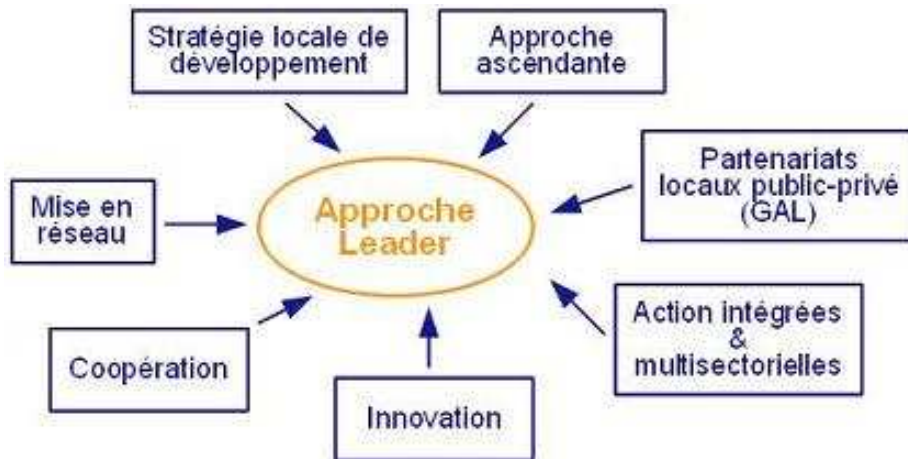 Stratégie locale de
développement
Approche
ascendante
Partenariats
locaux public-privé
(GAL)
Mise en
réseau
Approche
Leader
Action intégrées
&
multisectorielles
Coopération
Innovation